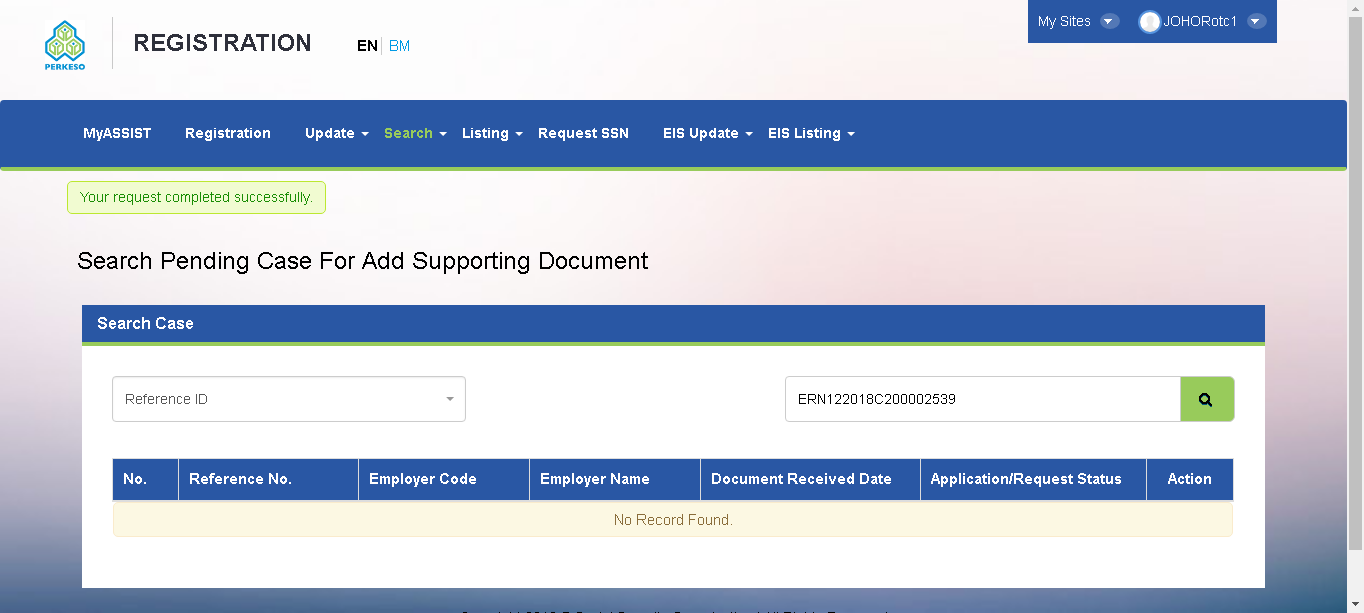 My Sites JOHORotc1
PERKESO
REGISTRATION EN BM
MyASSIST Registration Update Search Listing Request SSN EIS Update EIS Listing
Your request completed successfully.
Search Pending Case For Add Supporting Document
Search Case
Reference ID ERN122018C200002539
No. Reference No. Employer Code Employer Name Document Received Date Application/Request Status Action
No Record Found.